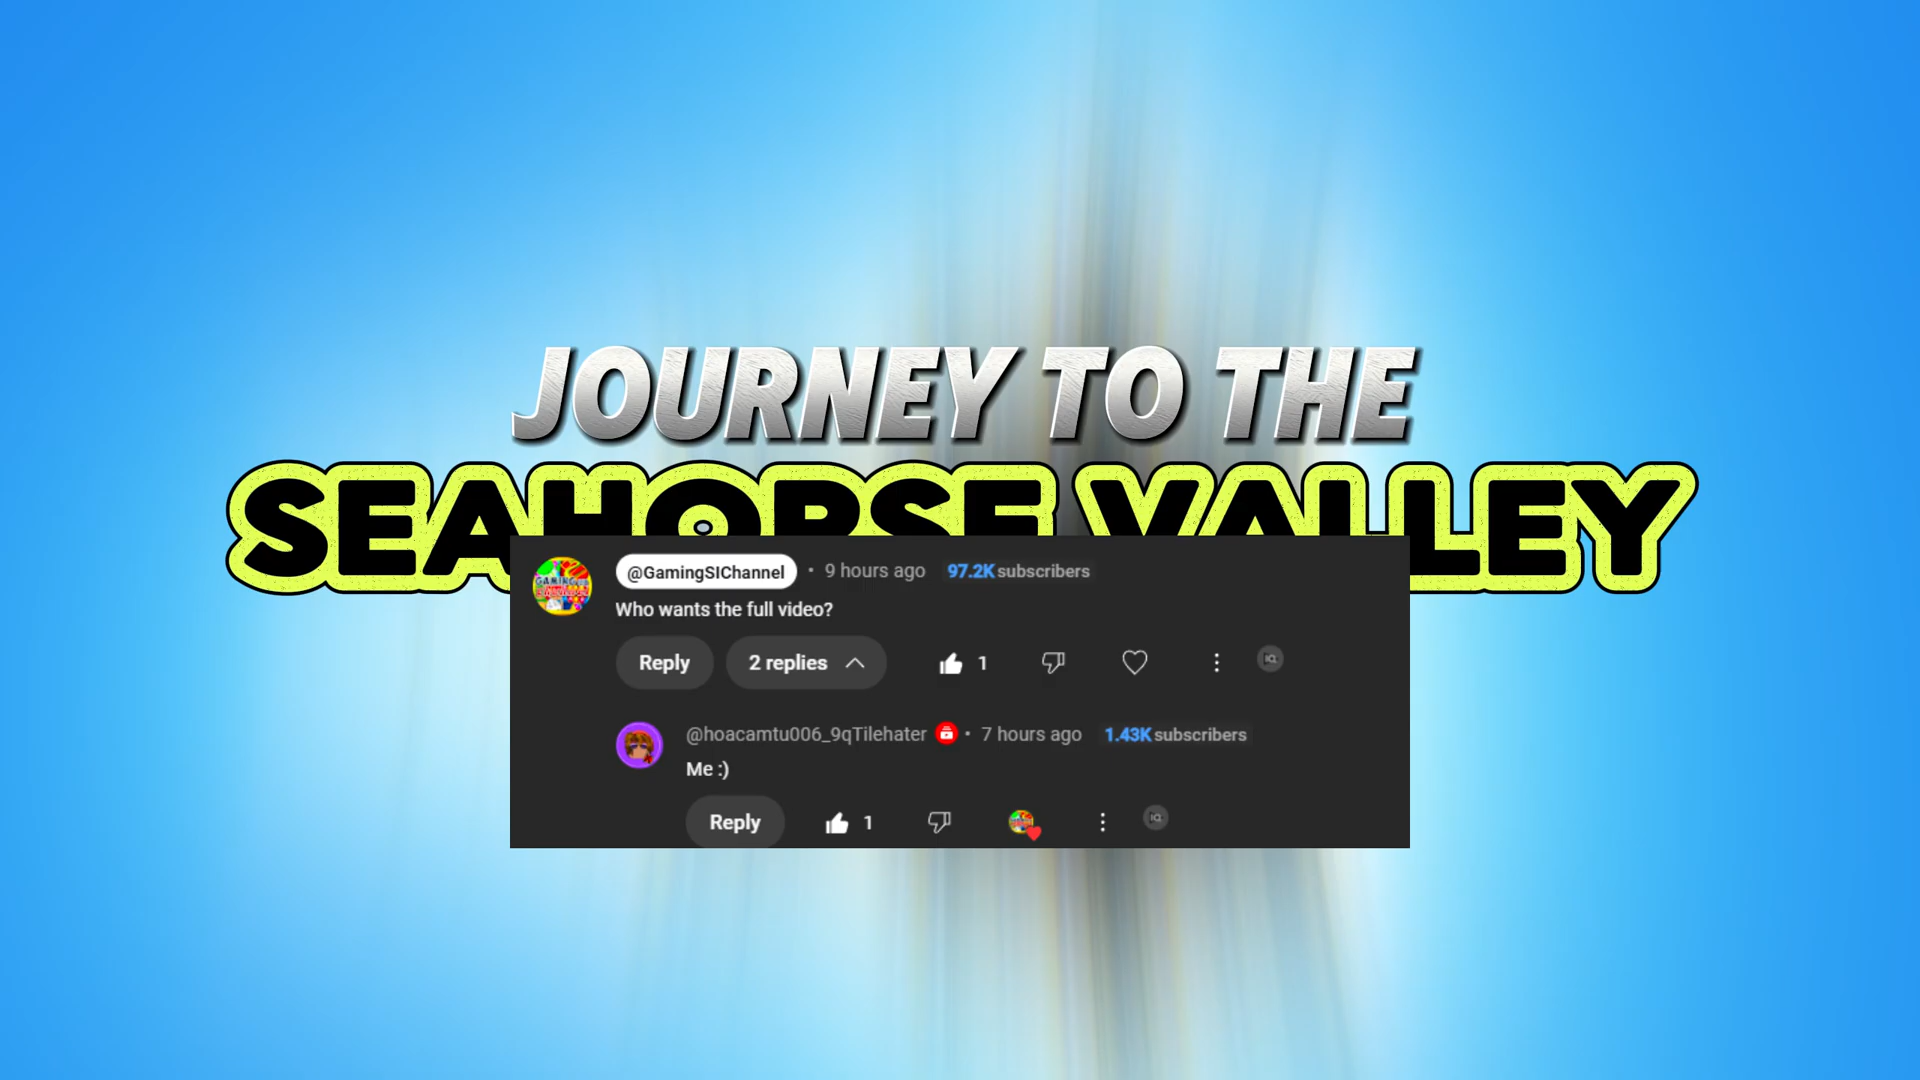 JOURNEY TO THE
SEAHORSE VALLEY
@GamingSIChannel • 9 hours ago 97.2K subscribers
Who wants the full video?
Reply 2 replies 1
@hoacamtu006_9qTilehater • 7 hours ago 1.43K subscribers
Me :)
Reply 1